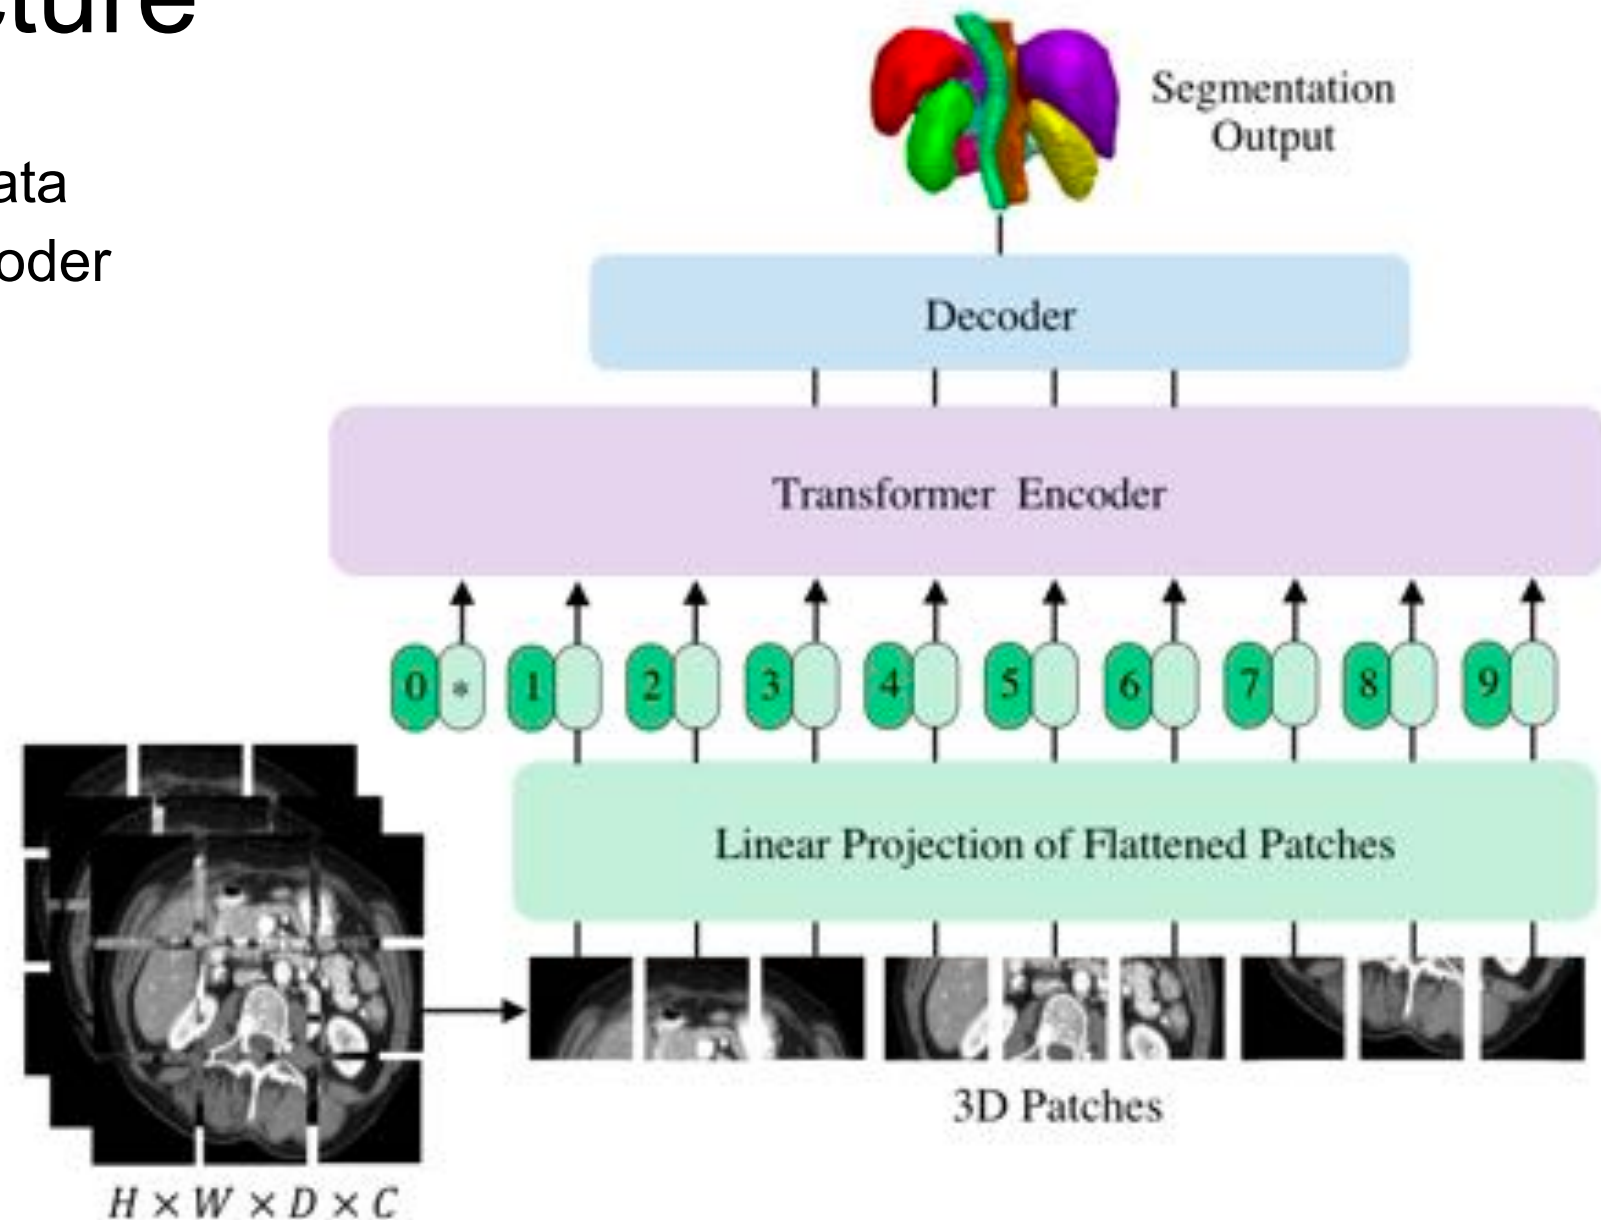 cture
ata
oder
Segmentation
Output
Decoder
Transformer Encoder
0 * 1 2 3 4 5 6 7 8 9
Linear Projection of Flattened Patches
3D Patches
H × W × D × C